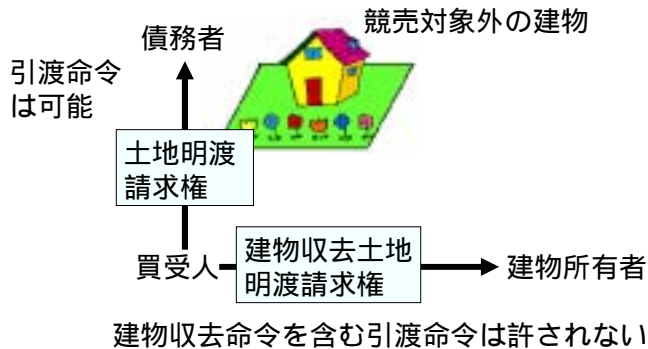 競売対象外の建物
債務者
引渡命令
は可能
土地明渡
請求権
買受人
建物収去土地
明渡請求権
建物所有者
建物収去命令を含む引渡命令は許されない